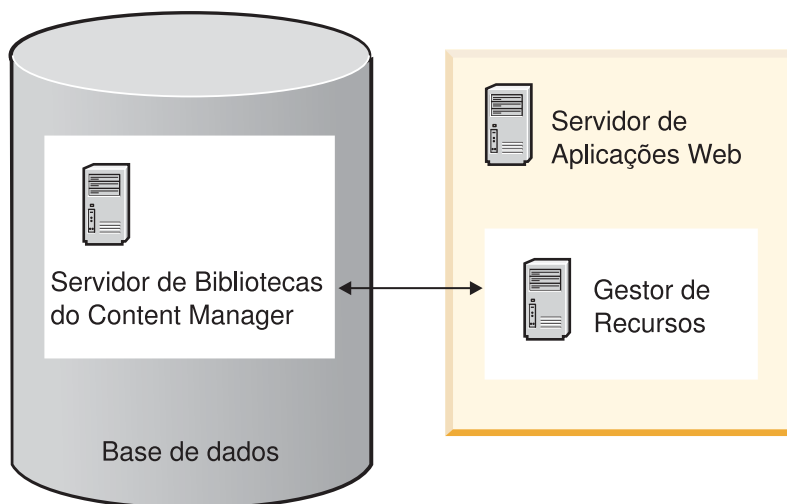 Servidor de Bibliotecas
do Content Manager
Base de dados
Servidor de
Aplicações Web
Gestor de
Recursos